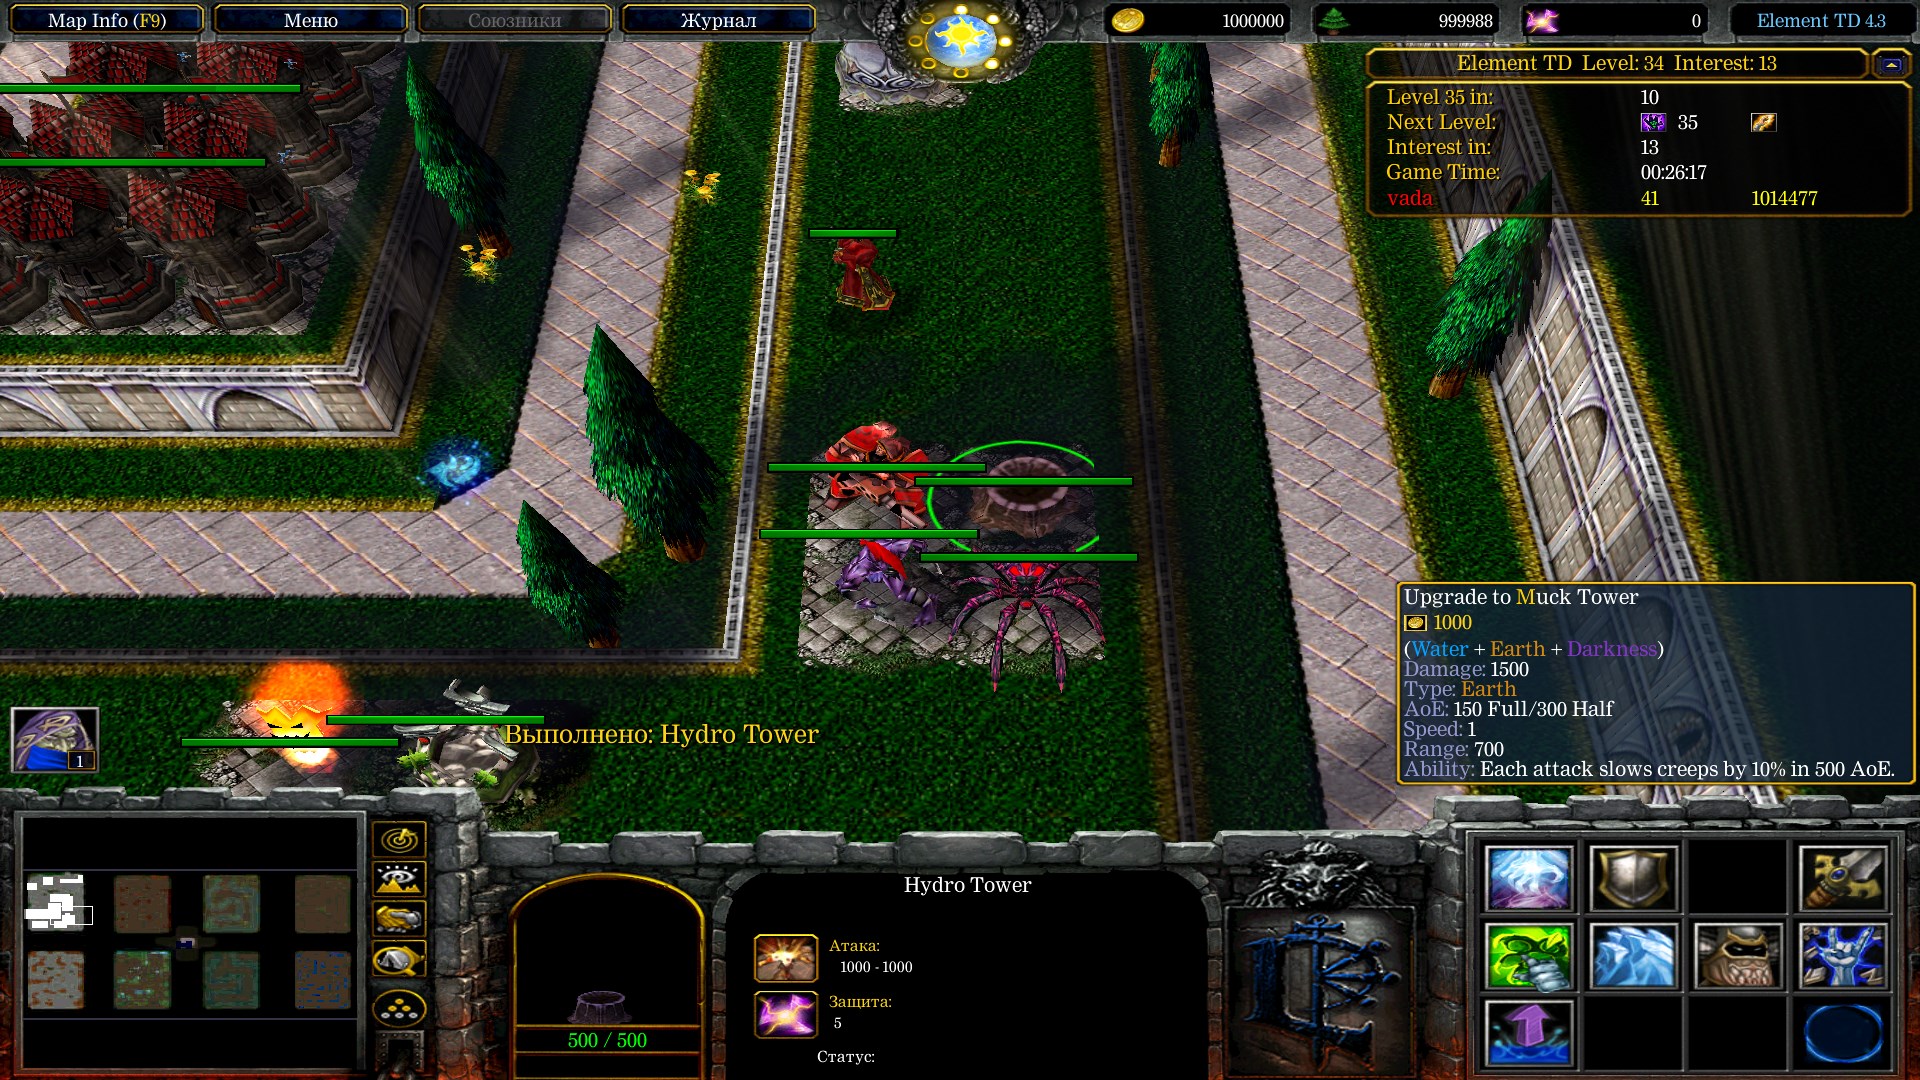 Map Info (F9)
Меню
Союзники
Журнал
1000000
999988
0
Element TD 4.3
Element TD Level: 34 Interest: 13
Level 35 in: 10
Next Level: 35
Interest in: 13
Game Time: 00:26:17
vada 41 1014477
Upgrade to Muck Tower
1000
(Water + Earth + Darkness)
Damage: 1500
Type: Earth
AoE: 150 Full/300 Half
Speed: 1
Range: 700
Ability: Each attack slows creeps by 10% in 500 AoE.
Выполнено: Hydro Tower
1
Hydro Tower
Атака:
1000 - 1000
Защита:
5
Статус:
500 / 500